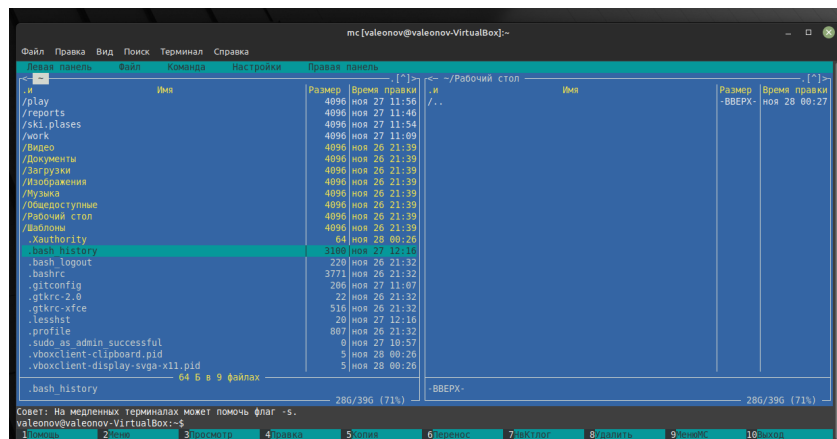 mc [valeonov@valeonov-VirtualBox]:~
Файл Правка Вид Поиск Терминал Справка
Левая панель Файл Команда Настройки Правая панель
<- ~ .[^]> <- ~/Рабочий стол .[^]>
.и Имя Размер Время правки .и Имя Размер Время правки
/play 4096 ноя 27 11:56 /.. -ВВЕРХ- ноя 28 00:27
/reports 4096 ноя 27 11:46
/ski.plases 4096 ноя 27 11:54
/work 4096 ноя 27 11:09
/Видео 4096 ноя 26 21:39
/Документы 4096 ноя 26 21:39
/Загрузки 4096 ноя 26 21:39
/Изображения 4096 ноя 26 21:39
/Музыка 4096 ноя 26 21:39
/Общедоступные 4096 ноя 26 21:39
/Рабочий стол 4096 ноя 26 21:39
/Шаблоны 4096 ноя 26 21:39
.Xauthority 64 ноя 28 00:26
.bash_history 3100 ноя 27 12:16
.bash_logout 220 ноя 26 21:32
.bashrc 3771 ноя 26 21:32
.gitconfig 206 ноя 27 11:07
.gtkrc-2.0 22 ноя 26 21:32
.gtkrc-xfce 516 ноя 26 21:32
.lesshst 20 ноя 27 12:16
.profile 807 ноя 26 21:32
.sudo_as_admin_successful 0 ноя 27 10:57
.vboxclient-clipboard.pid 5 ноя 28 00:26
.vboxclient-display-svga-x11.pid 5 ноя 28 00:26
64 Б в 9 файлах
.bash_history -ВВЕРХ-
28G/39G (71%) 28G/39G (71%)
Совет: На медленных терминалах может помочь флаг -s.
valeonov@valeonov-VirtualBox:~$
1Помощь 2Меню 3Просмотр 4Правка 5Копия 6Перенос 7НвКтлог 8Удалить 9МенюMC 10Выход